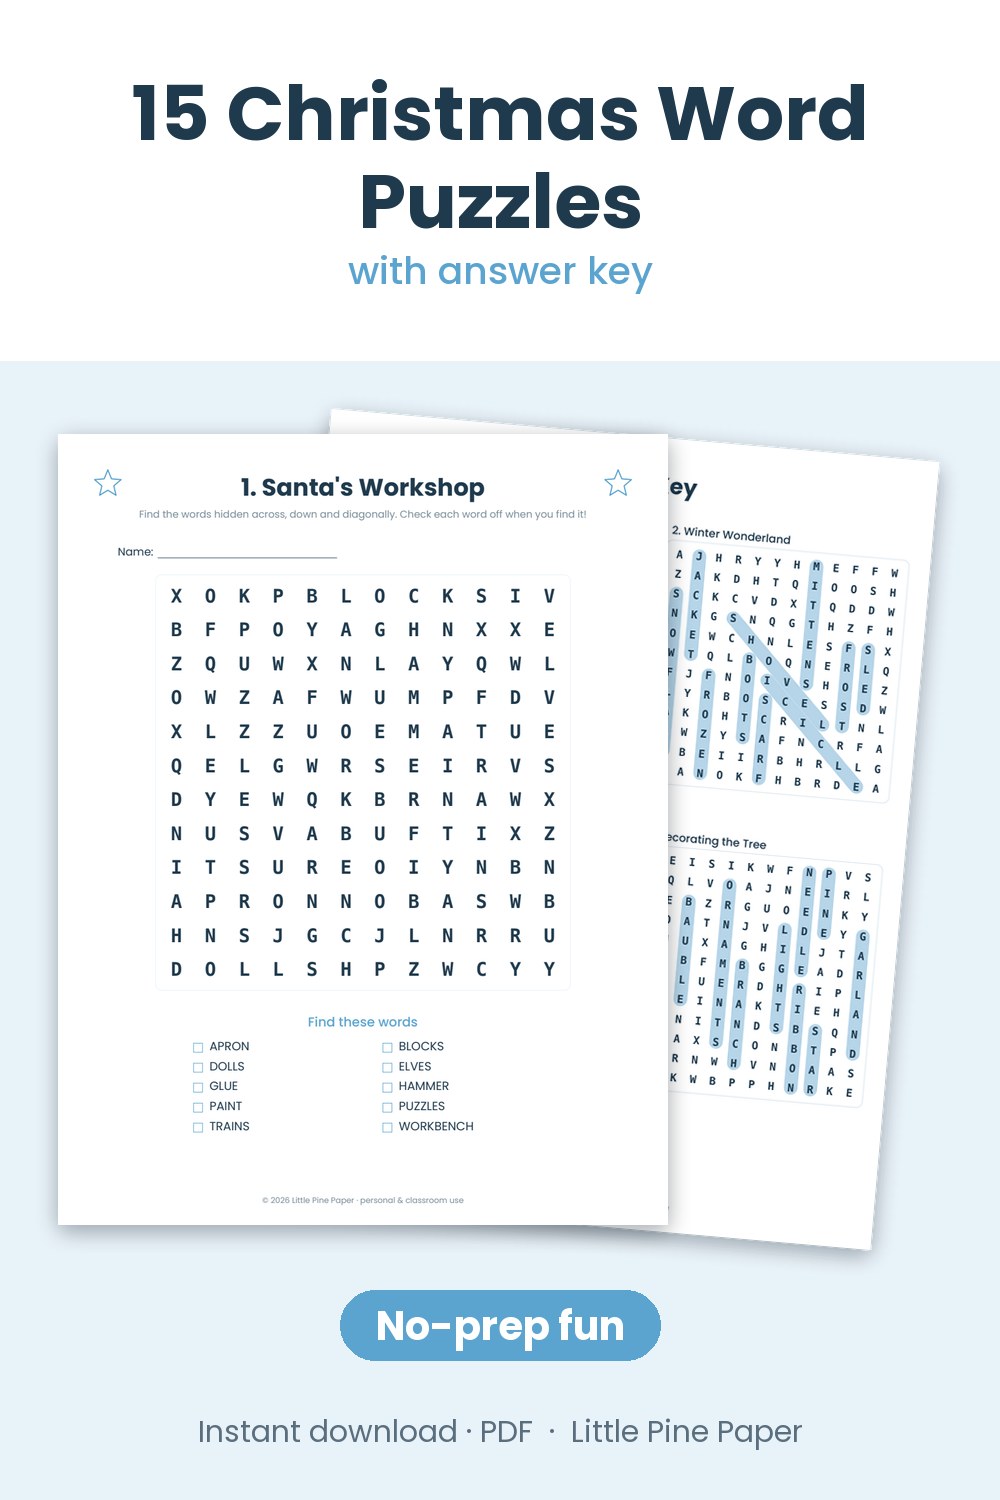 15 Christmas Word
Puzzles
with answer key
1. Santa's Workshop
Find the words hidden across, down and diagonally. Check each word off when you find it!
Name:
X O K P B L O C K S I V
B F P O Y A G H N X X E
Z Q U W X N L A Y Q W L
O W Z A F W U M P F D V
X L Z Z U O E M A T U E
Q E L G W R S E I R V S
D Y E W Q K B R N A W X
N U S V A B U F T I X Z
I T S U R E O I Y N B N
A P R O N N O B A S W B
H N S J G C J L N R R U
D O L L S H P Z W C Y Y
Find these words
APRON BLOCKS
DOLLS ELVES
GLUE HAMMER
PAINT PUZZLES
TRAINS WORKBENCH
© 2026 Little Pine Paper · personal & classroom use
ey
2. Winter Wonderland
A J H R Y Y H M E F F W
Z A K D H T Q I O O S H
S C K C V D X T Q D D W
N K G S N Q G T H Z F H
O E W C H N L E S F S X
W T Q L B O Q N E R L Q
J F N O I V S H O E Z
Y R B O S C E S S D W
K O H T C R I L T N L
W Z Y S A F N C R F A
B E I I R B H R L L G
A N O K F H B R D E A
ecorating the Tree
E I S I K W F N P V S
Q L V O A J N E I R L
E B Z R G U O E N K Y
A T N J V L D E Y G
U X A G H I L J T A
B F M B G G E A D R
L U E R D H R I P L
E I N A K T I E H A
N I T N D S B S Q N
A X S C O N B T P D
R N W H V N O A S
K W B P P H N R K E
No-prep fun
Instant download · PDF · Little Pine Paper